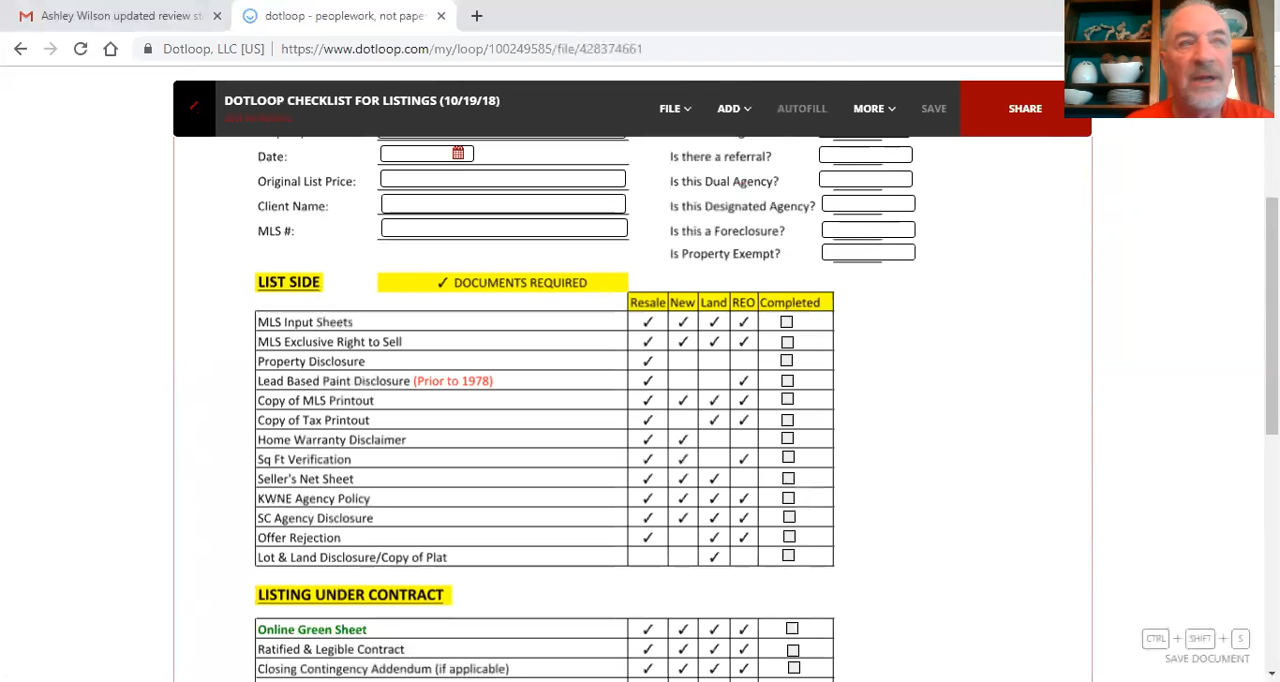 Ashley Wilson updated review st
dotloop - peoplework, not pape
Dotloop, LLC [US] https://www.dotloop.com/my/loop/100249585/file/428374661
DOTLOOP CHECKLIST FOR LISTINGS (10/19/18)
FILE ADD AUTOFILL MORE SAVE SHARE
Date: Is there a referral?
Original List Price: Is this Dual Agency?
Client Name: Is this Designated Agency?
MLS #: Is this a Foreclosure?
Is Property Exempt?
LIST SIDE ✓ DOCUMENTS REQUIRED
Resale New Land REO Completed
MLS Input Sheets ✓ ✓ ✓ ✓
MLS Exclusive Right to Sell ✓ ✓ ✓ ✓
Property Disclosure ✓
Lead Based Paint Disclosure (Prior to 1978) ✓ ✓
Copy of MLS Printout ✓ ✓ ✓ ✓
Copy of Tax Printout ✓ ✓ ✓
Home Warranty Disclaimer ✓ ✓
Sq Ft Verification ✓ ✓ ✓
Seller's Net Sheet ✓ ✓ ✓
KWNE Agency Policy ✓ ✓ ✓ ✓
SC Agency Disclosure ✓ ✓ ✓ ✓
Offer Rejection ✓ ✓ ✓
Lot & Land Disclosure/Copy of Plat ✓
LISTING UNDER CONTRACT
Online Green Sheet ✓ ✓ ✓ ✓
Ratified & Legible Contract ✓ ✓ ✓ ✓
Closing Contingency Addendum (if applicable) ✓ ✓ ✓ ✓
CTRL + SHIFT + S
SAVE DOCUMENT